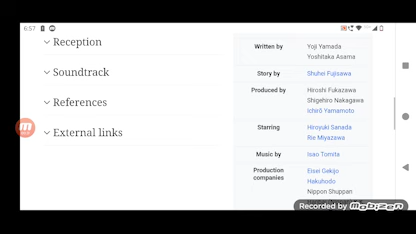 6:57
Reception
Soundtrack
References
External links
Written by
Yoji Yamada
Yoshitaka Asama
Story by
Shuhei Fujisawa
Produced by
Hiroshi Fukazawa
Shigehiro Nakagawa
Ichirō Yamamoto
Starring
Hiroyuki Sanada
Rie Miyazawa
Music by
Isao Tomita
Production
companies
Eisei Gekijo
Hakuhodo
Nippon Shuppan
Recorded by Mobizen